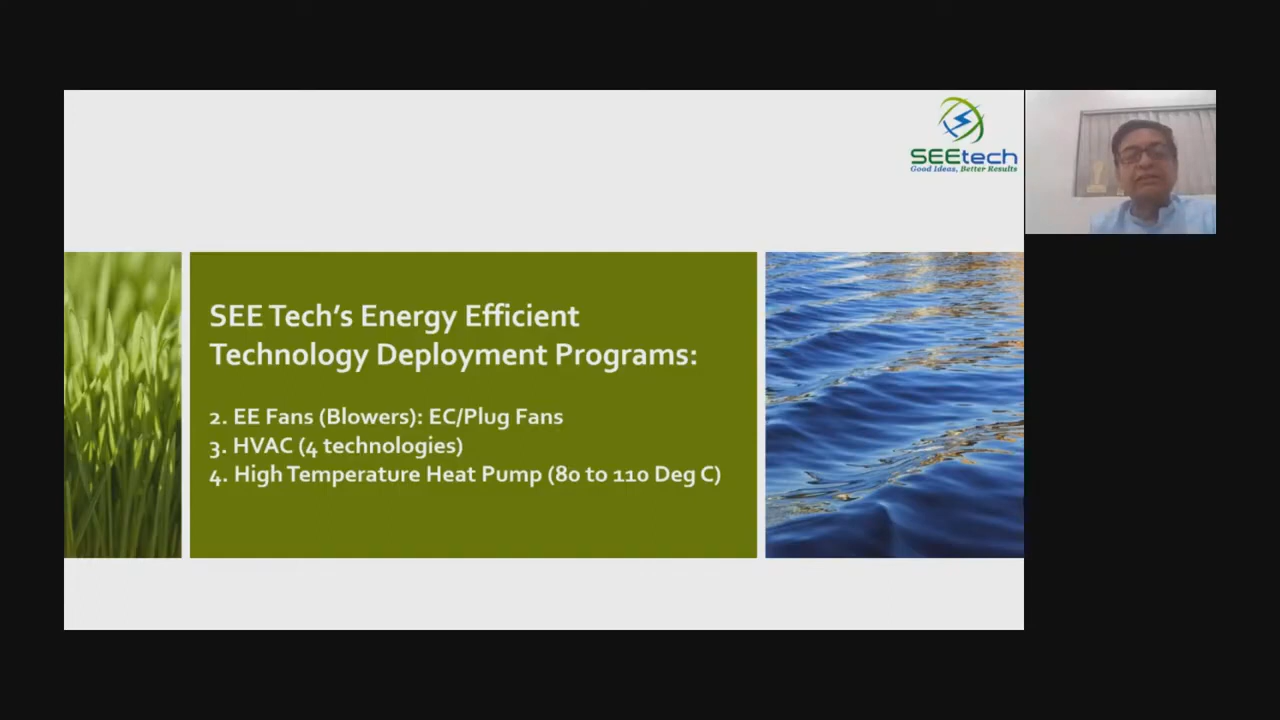 SEEtech
Good Ideas, Better Results
SEE Tech’s Energy Efficient
Technology Deployment Programs:
2. EE Fans (Blowers): EC/Plug Fans
3. HVAC (4 technologies)
4. High Temperature Heat Pump (80 to 110 Deg C)